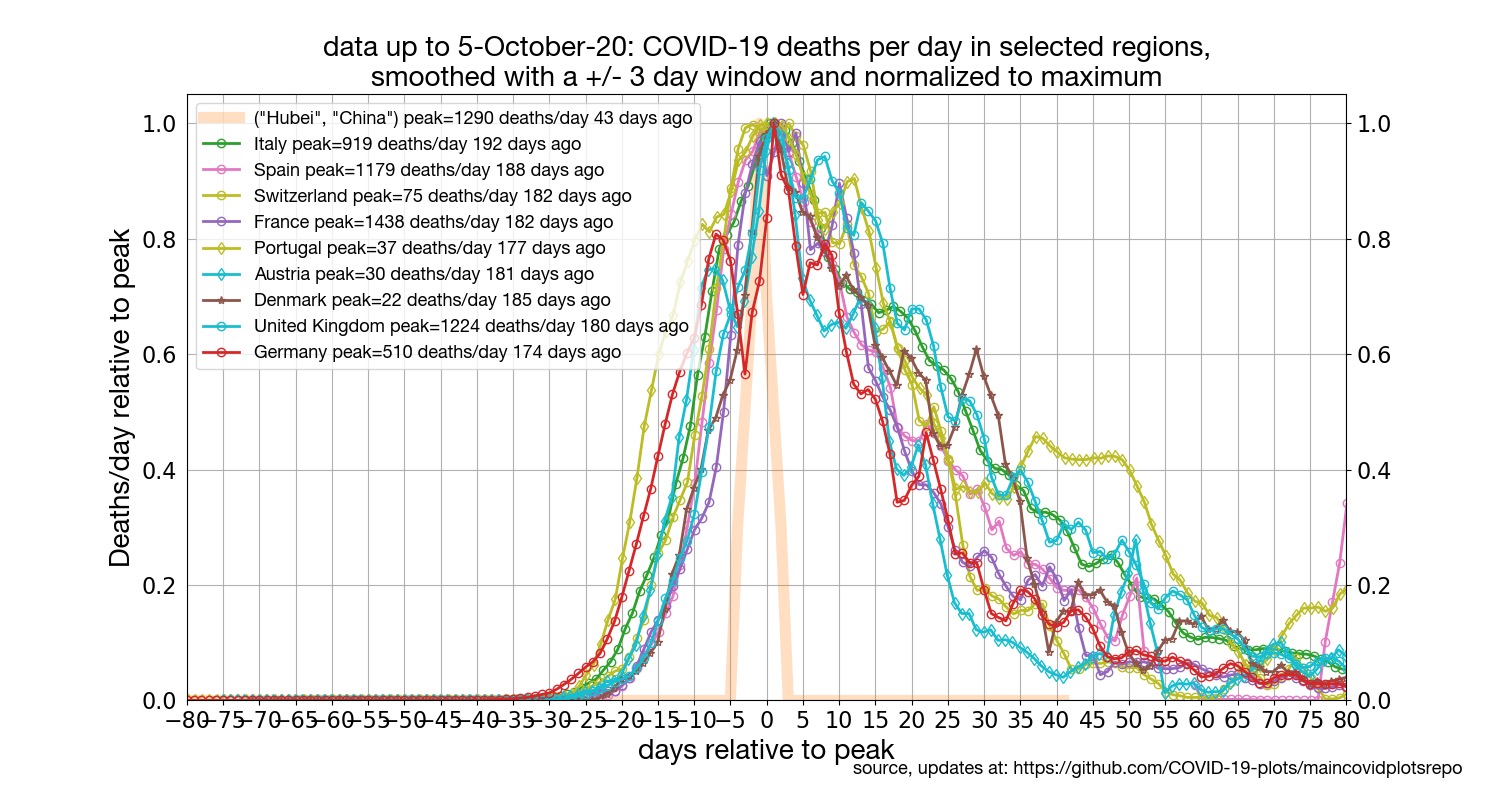 data up to 5-October-20: COVID-19 deaths per day in selected regions,
smoothed with a +/- 3 day window and normalized to maximum
("Hubei", "China") peak=1290 deaths/day 43 days ago
Italy peak=919 deaths/day 192 days ago
Spain peak=1179 deaths/day 188 days ago
Switzerland peak=75 deaths/day 182 days ago
France peak=1438 deaths/day 182 days ago
Portugal peak=37 deaths/day 177 days ago
Austria peak=30 deaths/day 181 days ago
Denmark peak=22 deaths/day 185 days ago
United Kingdom peak=1224 deaths/day 180 days ago
Germany peak=510 deaths/day 174 days ago
Deaths/day relative to peak
1.0
0.8
0.6
0.4
0.2
0.0
1.0
0.8
0.6
0.4
0.2
0.0
−80 −75 −70 −65 −60 −55 −50 −45 −40 −35 −30 −25 −20 −15 −10 −5 0 5 10 15 20 25 30 35 40 45 50 55 60 65 70 75 80
days relative to peak
source, updates at: https://github.com/COVID-19-plots/maincovidplotsrepo